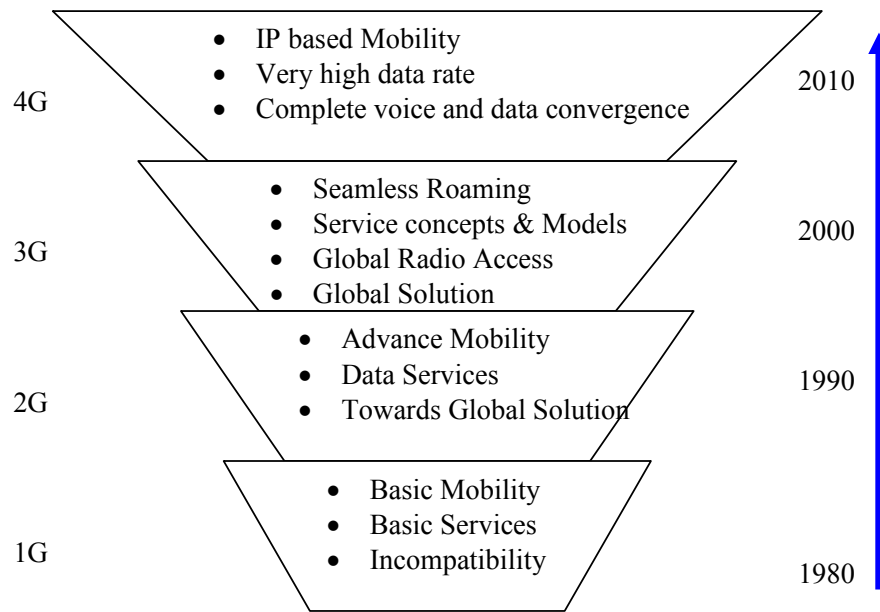 • IP based Mobility
• Very high data rate
• Complete voice and data convergence
4G
2010
• Seamless Roaming
• Service concepts & Models
• Global Radio Access
• Global Solution
3G
2000
• Advance Mobility
• Data Services
• Towards Global Solution
2G
1990
• Basic Mobility
• Basic Services
• Incompatibility
1G
1980